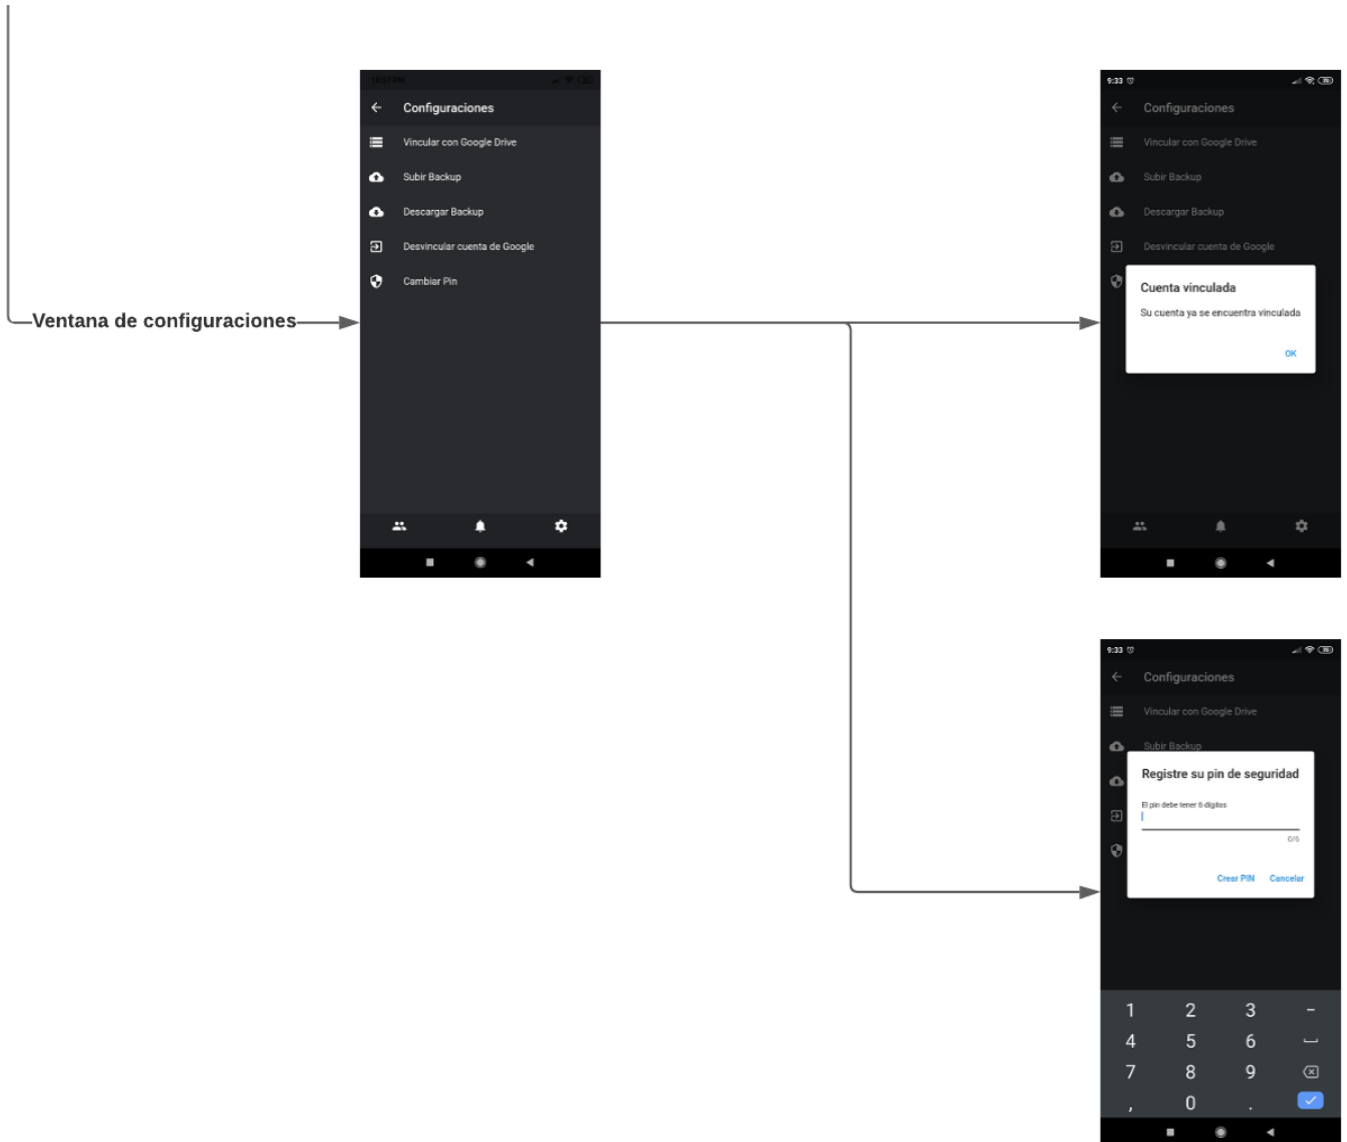 Ventana de configuraciones
10:57 PM
Configuraciones
Vincular con Google Drive
Subir Backup
Descargar Backup
Desvincular cuenta de Google
Cambiar Pin
9:33
Configuraciones
Vincular con Google Drive
Subir Backup
Descargar Backup
Desvincular cuenta de Google
Cuenta vinculada
Su cuenta ya se encuentra vinculada
OK
9:33
Configuraciones
Vincular con Google Drive
Subir Backup
Registre su pin de seguridad
El pin debe tener 6 dígitos
0/6
Crear PIN Cancelar
1 2 3 -
4 5 6
7 8 9
, 0 .